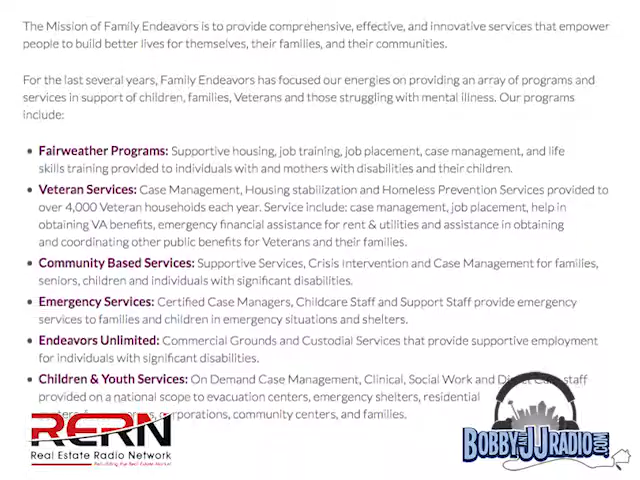 The Mission of Family Endeavors is to provide comprehensive, effective, and innovative services that empower
people to build better lives for themselves, their families, and their communities.
For the last several years, Family Endeavors has focused our energies on providing an array of programs and
services in support of children, families, Veterans and those struggling with mental illness. Our programs
include:
• Fairweather Programs: Supportive housing, job training, job placement, case management, and life
skills training provided to individuals with and mothers with disabilities and their children.
• Veteran Services: Case Management, Housing stabilization and Homeless Prevention Services provided to
over 4,000 Veteran households each year. Service include: case management, job placement, help in
obtaining VA benefits, emergency financial assistance for rent & utilities and assistance in obtaining
and coordinating other public benefits for Veterans and their families.
• Community Based Services: Supportive Services, Crisis Intervention and Case Management for families,
seniors, children and individuals with significant disabilities.
• Emergency Services: Certified Case Managers, Childcare Staff and Support Staff provide emergency
services to families and children in emergency situations and shelters.
• Endeavors Unlimited: Commercial Grounds and Custodial Services that provide supportive employment
for individuals with significant disabilities.
• Children & Youth Services: On Demand Case Management, Clinical, Social Work and staff
provided on a national scope to evacuation centers, emergency shelters, residential
corporations, community centers, and families.
RERN
Real Estate Radio Network
Rebuilding the Real Estate Market
BOBBY AND JJRADIO.COM